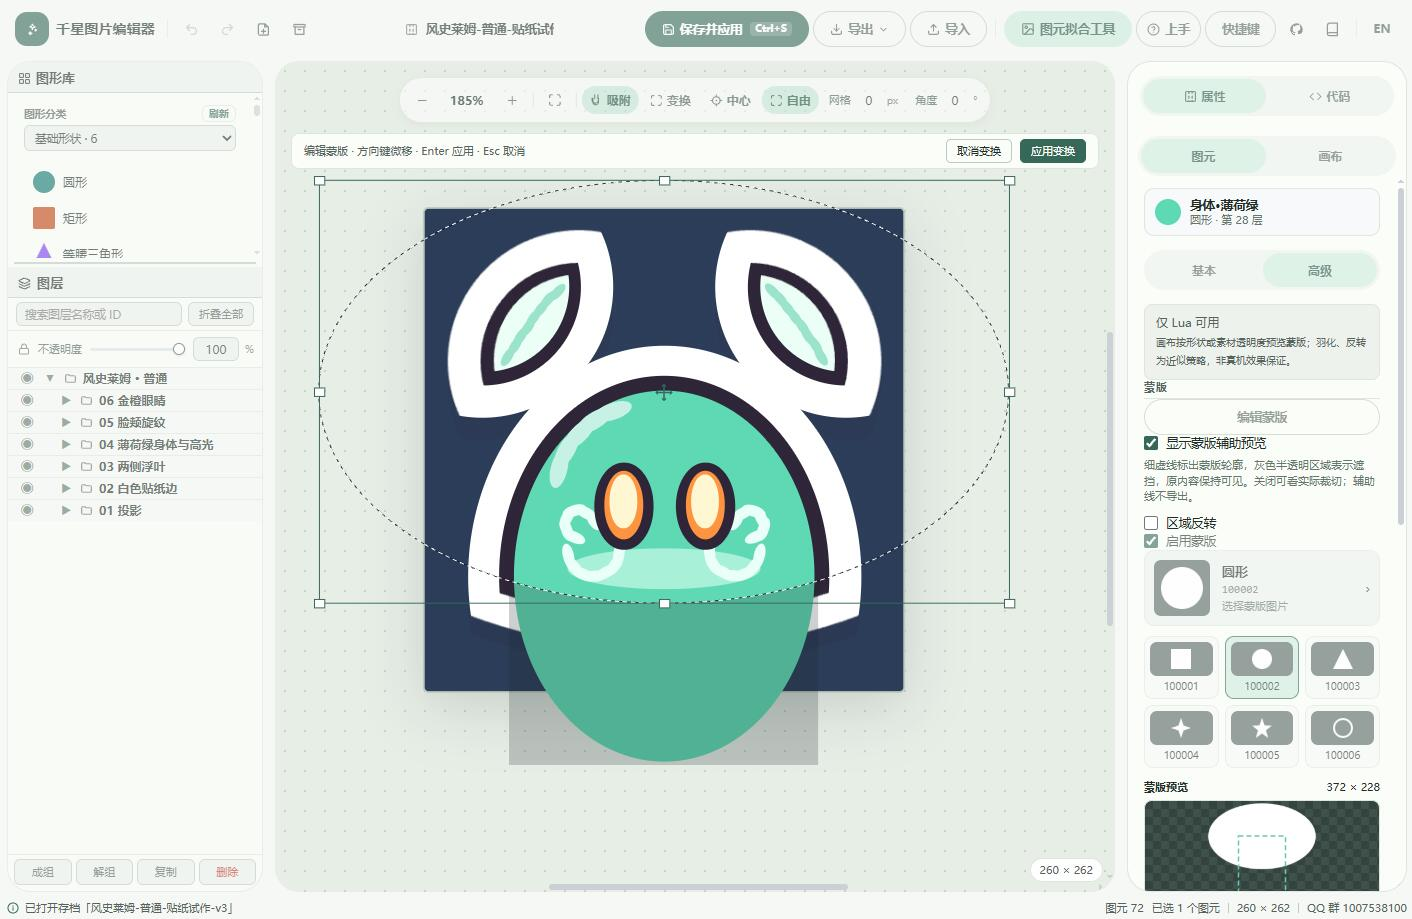 千星图片编辑器
风史莱姆-普通-贴纸试作
保存并应用 Ctrl+S
导出
导入
图元拟合工具
上手
快捷键
EN
图形库
图形分类
刷新
基础形状 · 6
圆形
矩形
等腰三角形
图层
搜索图层名称或 ID
折叠全部
不透明度
100
%
风史莱姆 • 普通
06 金橙眼睛
05 脸颊旋纹
04 薄荷绿身体与高光
03 两侧浮叶
02 白色贴纸边
01 投影
成组
解组
复制
删除
185%
吸附
变换
中心
自由
网格 0 px
角度 0 °
编辑蒙版 · 方向键微移 · Enter 应用 · Esc 取消
取消变换
应用变换
260 × 262
属性
代码
图元
画布
身体•薄荷绿
圆形 · 第 28 层
基本
高级
仅 Lua 可用
画布按形状或素材透明度预览蒙版；羽化、反转
为近似策略，非真机效果保证。
蒙版
编辑蒙版
显示蒙版辅助预览
细虚线标出蒙版轮廓，灰色半透明区域表示遮
挡，原内容保持可见。关闭可看实际裁切；辅助
线不导出。
区域反转
启用蒙版
圆形
100002
选择蒙版图片
100001
100002
100003
100004
100005
100006
蒙版预览
372 × 228
已打开存档「风史莱姆-普通-贴纸试作-v3」
图元 72 已选 1 个图元
260 × 262
QQ 群 1007538100